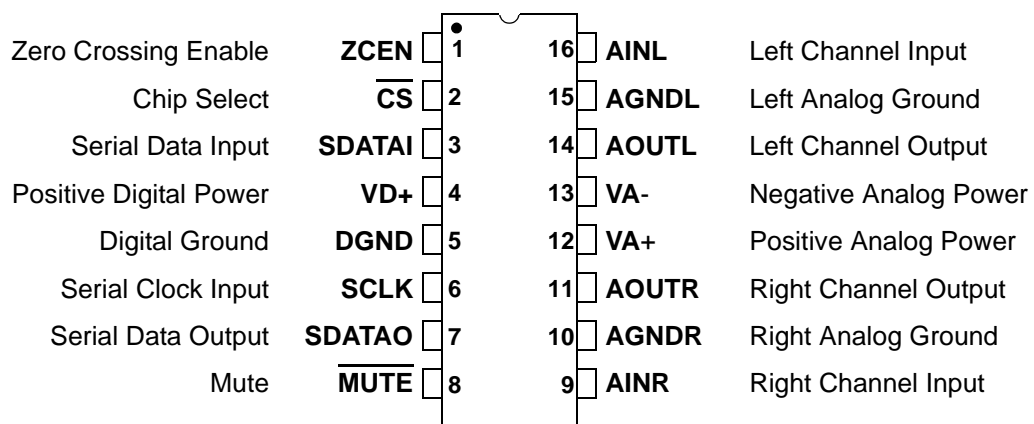 Zero Crossing Enable ZCEN 1 16 AINL Left Channel Input
Chip Select CS 2 15 AGNDL Left Analog Ground
Serial Data Input SDATAI 3 14 AOUTL Left Channel Output
Positive Digital Power VD+ 4 13 VA- Negative Analog Power
Digital Ground DGND 5 12 VA+ Positive Analog Power
Serial Clock Input SCLK 6 11 AOUTR Right Channel Output
Serial Data Output SDATAO 7 10 AGNDR Right Analog Ground
Mute MUTE 8 9 AINR Right Channel Input